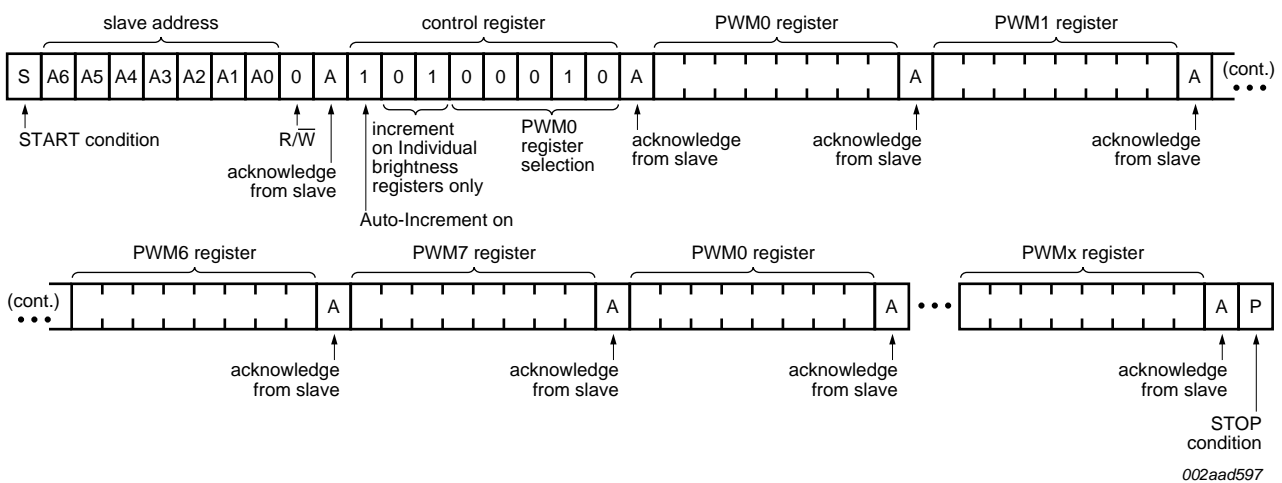 slave address
control register
PWM0 register
PWM1 register
S A6 A5 A4 A3 A2 A1 A0 0 A 1 0 1 0 0 0 1 0 A A A
(cont.)
START condition
R/W̅
acknowledge
from slave
increment
on Individual
brightness
registers only
PWM0
register
selection
acknowledge
from slave
acknowledge
from slave
acknowledge
from slave
Auto-Increment on
PWM6 register
PWM7 register
PWM0 register
PWMx register
(cont.)
A A A A P
acknowledge
from slave
acknowledge
from slave
acknowledge
from slave
acknowledge
from slave
STOP
condition
002aad597